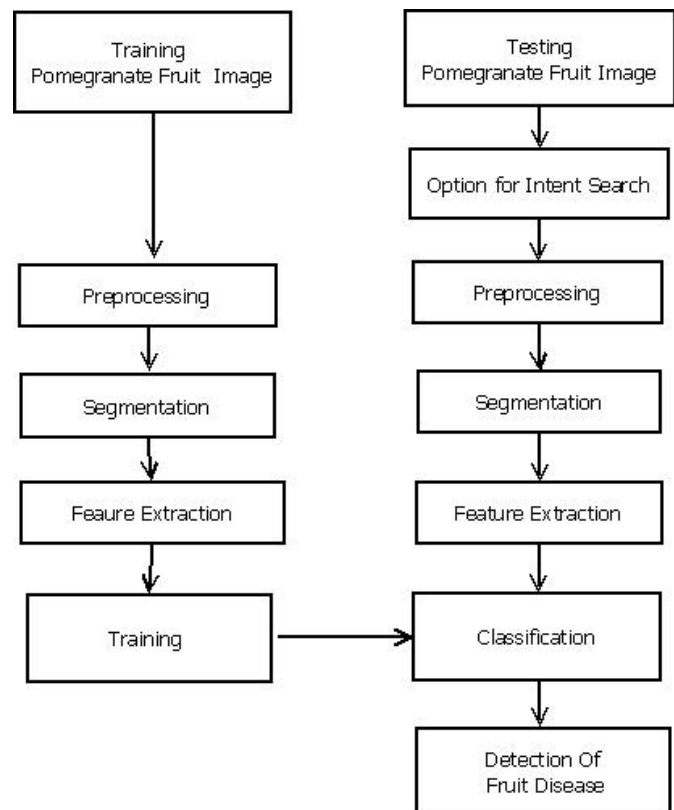 Training
Pomegranate Fruit Image
Preprocessing
Segmentation
Feaure Extraction
Training
Testing
Pomegranate Fruit Image
Option for Intent Search
Preprocessing
Segmentation
Feature Extraction
Classification
Detection Of
Fruit Disease